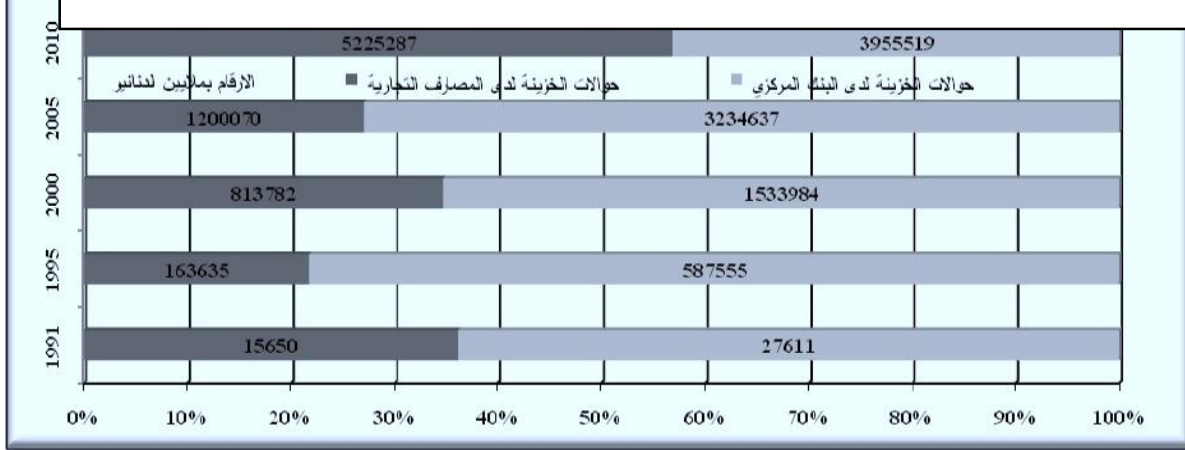 2010 5225287 3955519
الارقام بملايين لدنانير حوالات الخزينة لدى المصارف التجارية حوالات الخزينة لدى البنك المركزي
2005 1200070 3234637
2000 813782 1533984
1995 163635 587555
1991 15650 27611
0% 10% 20% 30% 40% 50% 60% 70% 80% 90% 100%